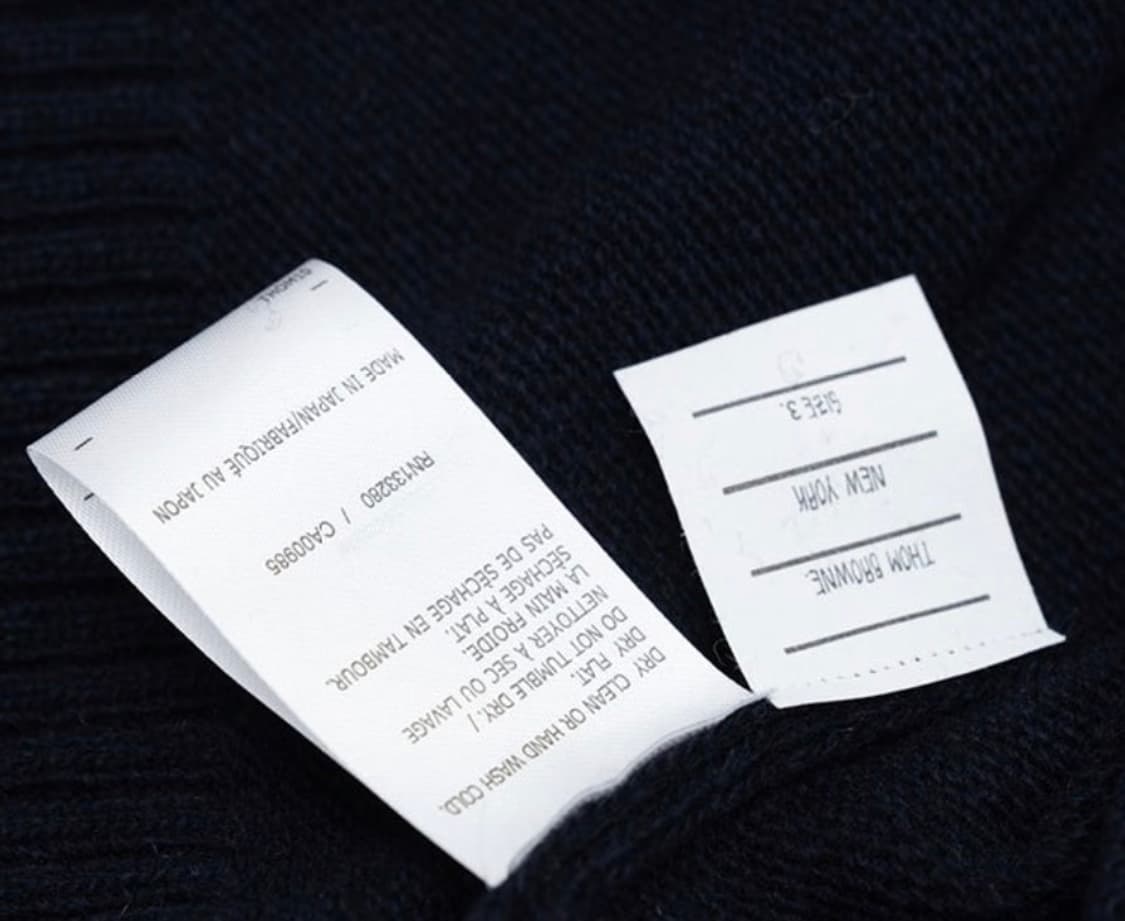 DRY CLEAN OR HAND WASH COLD.
DRY FLAT.
DO NOT TUMBLE DRY. /
NETTOYER A SEC OU LAVAGE
LA MAIN FROIDE.
SÉCHAGE À PLAT.
PAS DE SÉCHAGE EN TAMBOUR.
RN133280 / CA00985
MADE IN JAPAN/FABRIQUÉ AU JAPON
THOM BROWNE.
NEW YORK
SIZE 3.